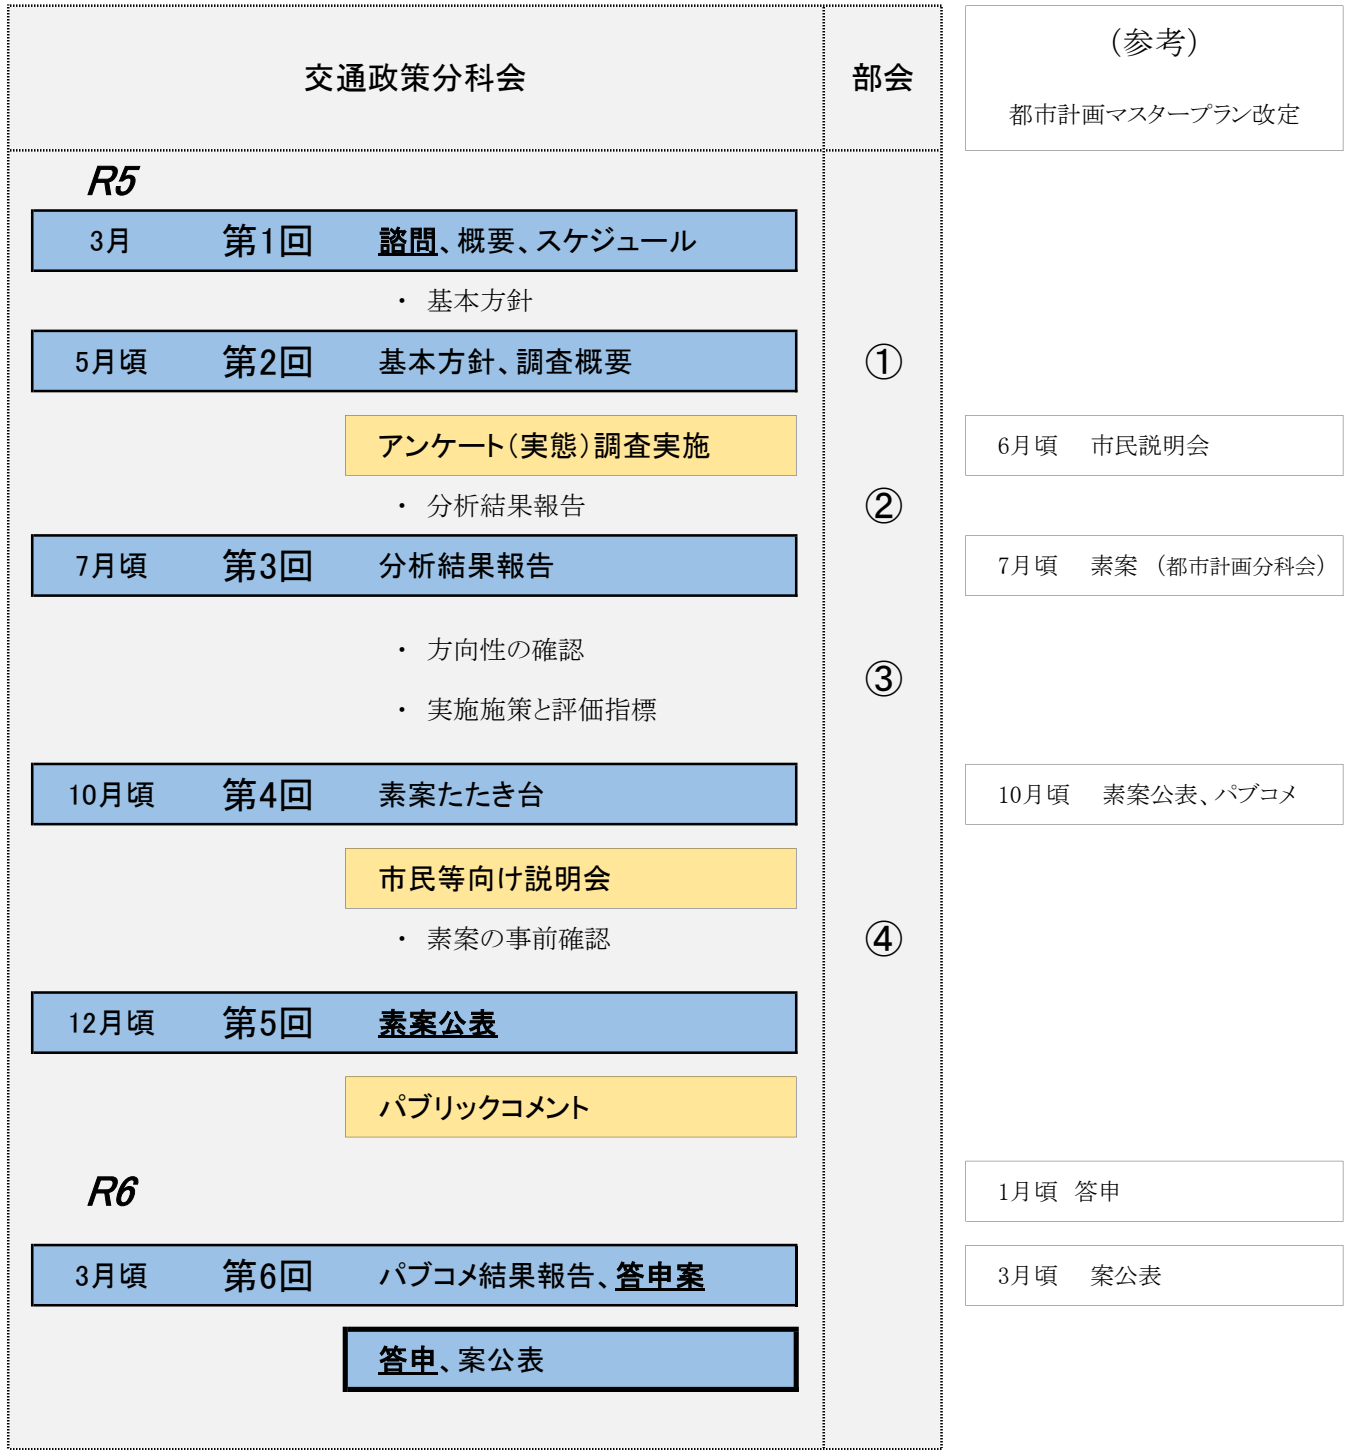 交通政策分科会 部会
（参考）
都市計画マスタープラン改定
R5
3月 第1回 諮問、概要、スケジュール
・ 基本方針
5月頃 第2回 基本方針、調査概要 ①
アンケート（実態）調査実施
6月頃 市民説明会
・ 分析結果報告 ②
7月頃 第3回 分析結果報告
7月頃 素案 （都市計画分科会）
・ 方向性の確認
③
・ 実施施策と評価指標
10月頃 第4回 素案たたき台
10月頃 素案公表、パブコメ
市民等向け説明会
・ 素案の事前確認 ④
12月頃 第5回 素案公表
パブリックコメント
R6
1月頃 答申
3月頃 第6回 パブコメ結果報告、答申案
3月頃 案公表
答申、案公表